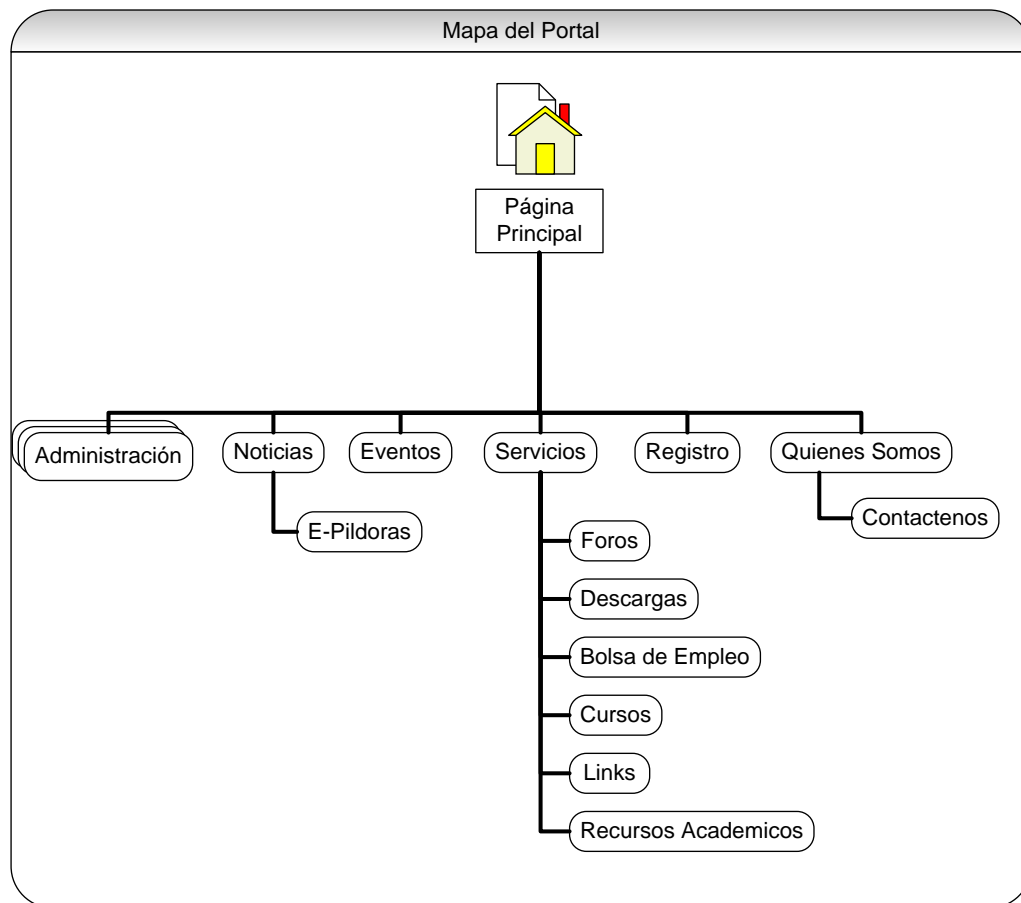 Mapa del Portal
Página
Principal
Administración
Noticias
Eventos
Servicios
Registro
Quienes Somos
E-Pildoras
Contactenos
Foros
Descargas
Bolsa de Empleo
Cursos
Links
Recursos Academicos